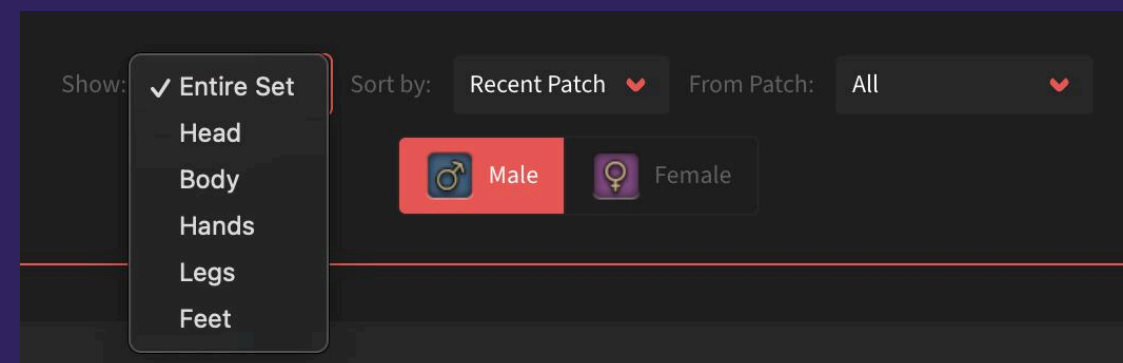 Show: ✓ Entire Set Sort by: Recent Patch From Patch: All
Head
Body
Male Female
Hands
Legs
Feet